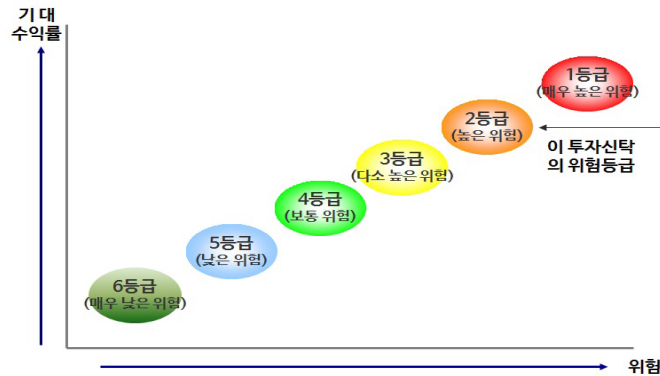 기 대
수익률
1등급
(매우 높은 위험)
2등급
(높은 위험)
이 투자신탁
의 위험등급
3등급
(다소 높은 위험)
4등급
(보통 위험)
5등급
(낮은 위험)
6등급
(매우 낮은 위험)
위험